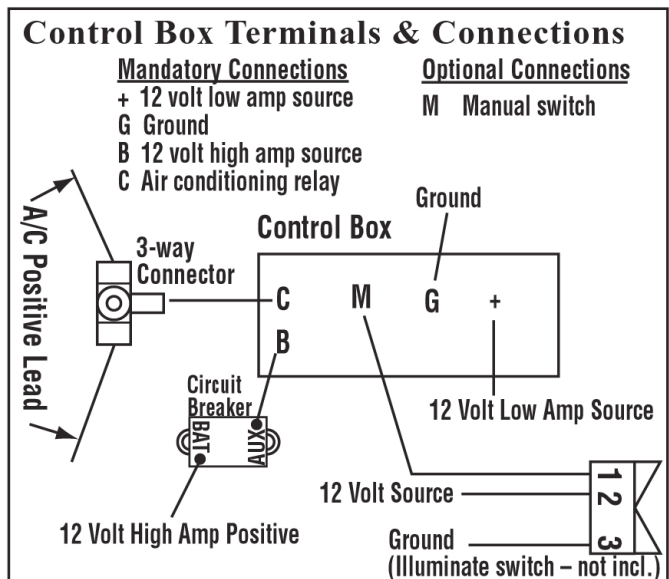 Control Box Terminals & Connections
Mandatory Connections
+ 12 volt low amp source
G Ground
B 12 volt high amp source
C Air conditioning relay
Optional Connections
M Manual switch
Ground
Control Box
A/C Positive Lead
3-way
Connector
C
M
G
+
B
Circuit
Breaker
BAT
AUX
12 Volt Low Amp Source
12 Volt High Amp Positive
12 Volt Source
1
2
3
Ground
(Illuminate switch – not incl.)